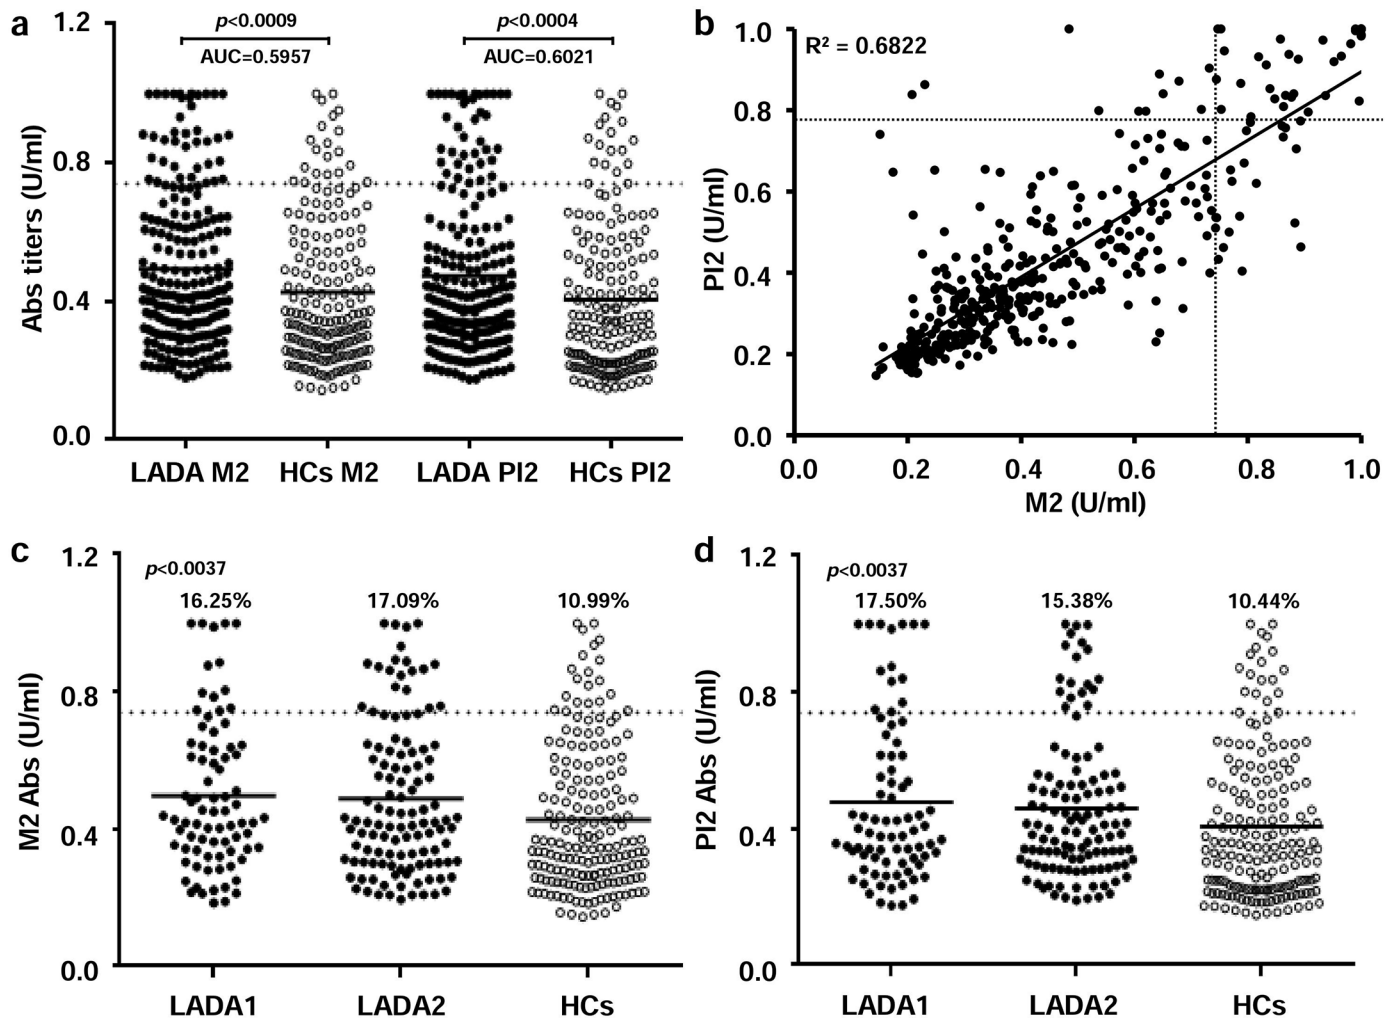 a
1.2
0.8
0.4
0.0
Abs titers (U/ml)
p<0.0009
AUC=0.5957
p<0.0004
AUC=0.6021
LADA M2
HCs M2
LADA PI2
HCs PI2
b
R² = 0.6822
1.0
0.8
0.6
0.4
0.2
0.0
PI2 (U/ml)
0.0 0.2 0.4 0.6 0.8 1.0
M2 (U/ml)
c
1.2
0.8
0.4
0.0
M2 Abs (U/ml)
p<0.0037
16.25% 17.09% 10.99%
LADA1 LADA2 HCs
d
1.2
0.8
0.4
0.0
PI2 Abs (U/ml)
p<0.0037
17.50% 15.38% 10.44%
LADA1 LADA2 HCs